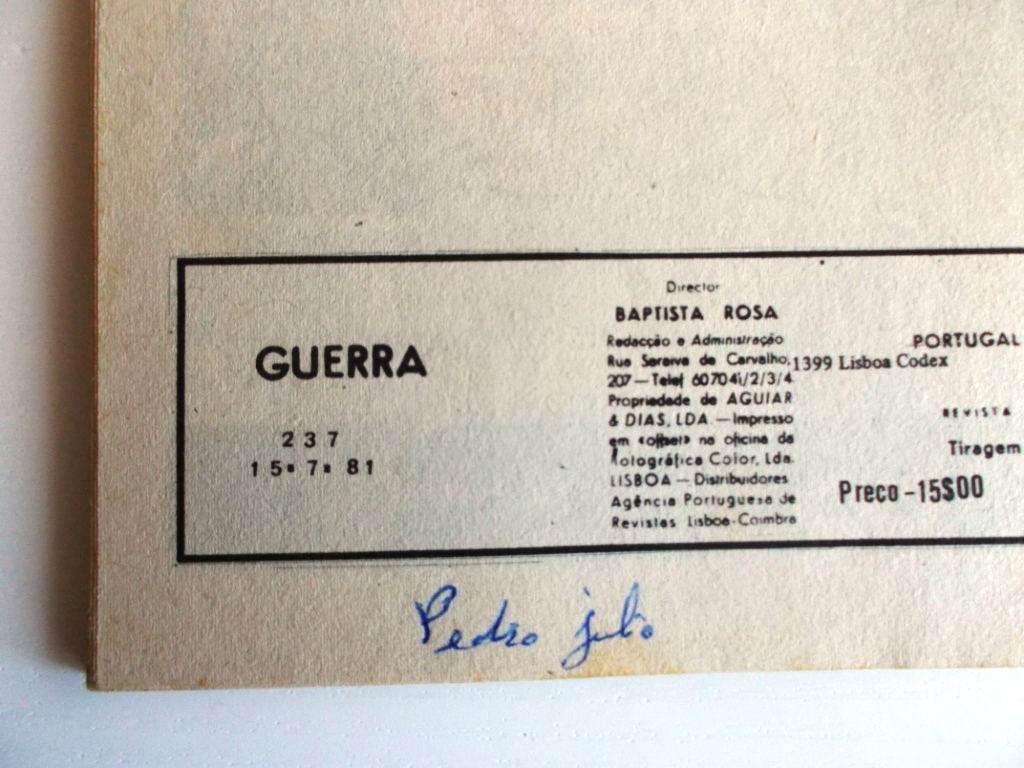 GUERRA
237
15.7.81
Director
BAPTISTA ROSA
Redacção e Administração
Rua Saraiva de Carvalho,
207 — Telef 607041/2/3/4
Propriedade de AGUIAR
& DIAS, LDA. — Impresso
em «offset» na oficina da
Fotográfica Color, Lda.
LISBOA — Distribuidores
Agência Portuguesa de
Revistas Lisboa-Coimbra
PORTUGAL
1399 Lisboa Codex
REVISTA
Tiragem
Preco-15$00
Pedro